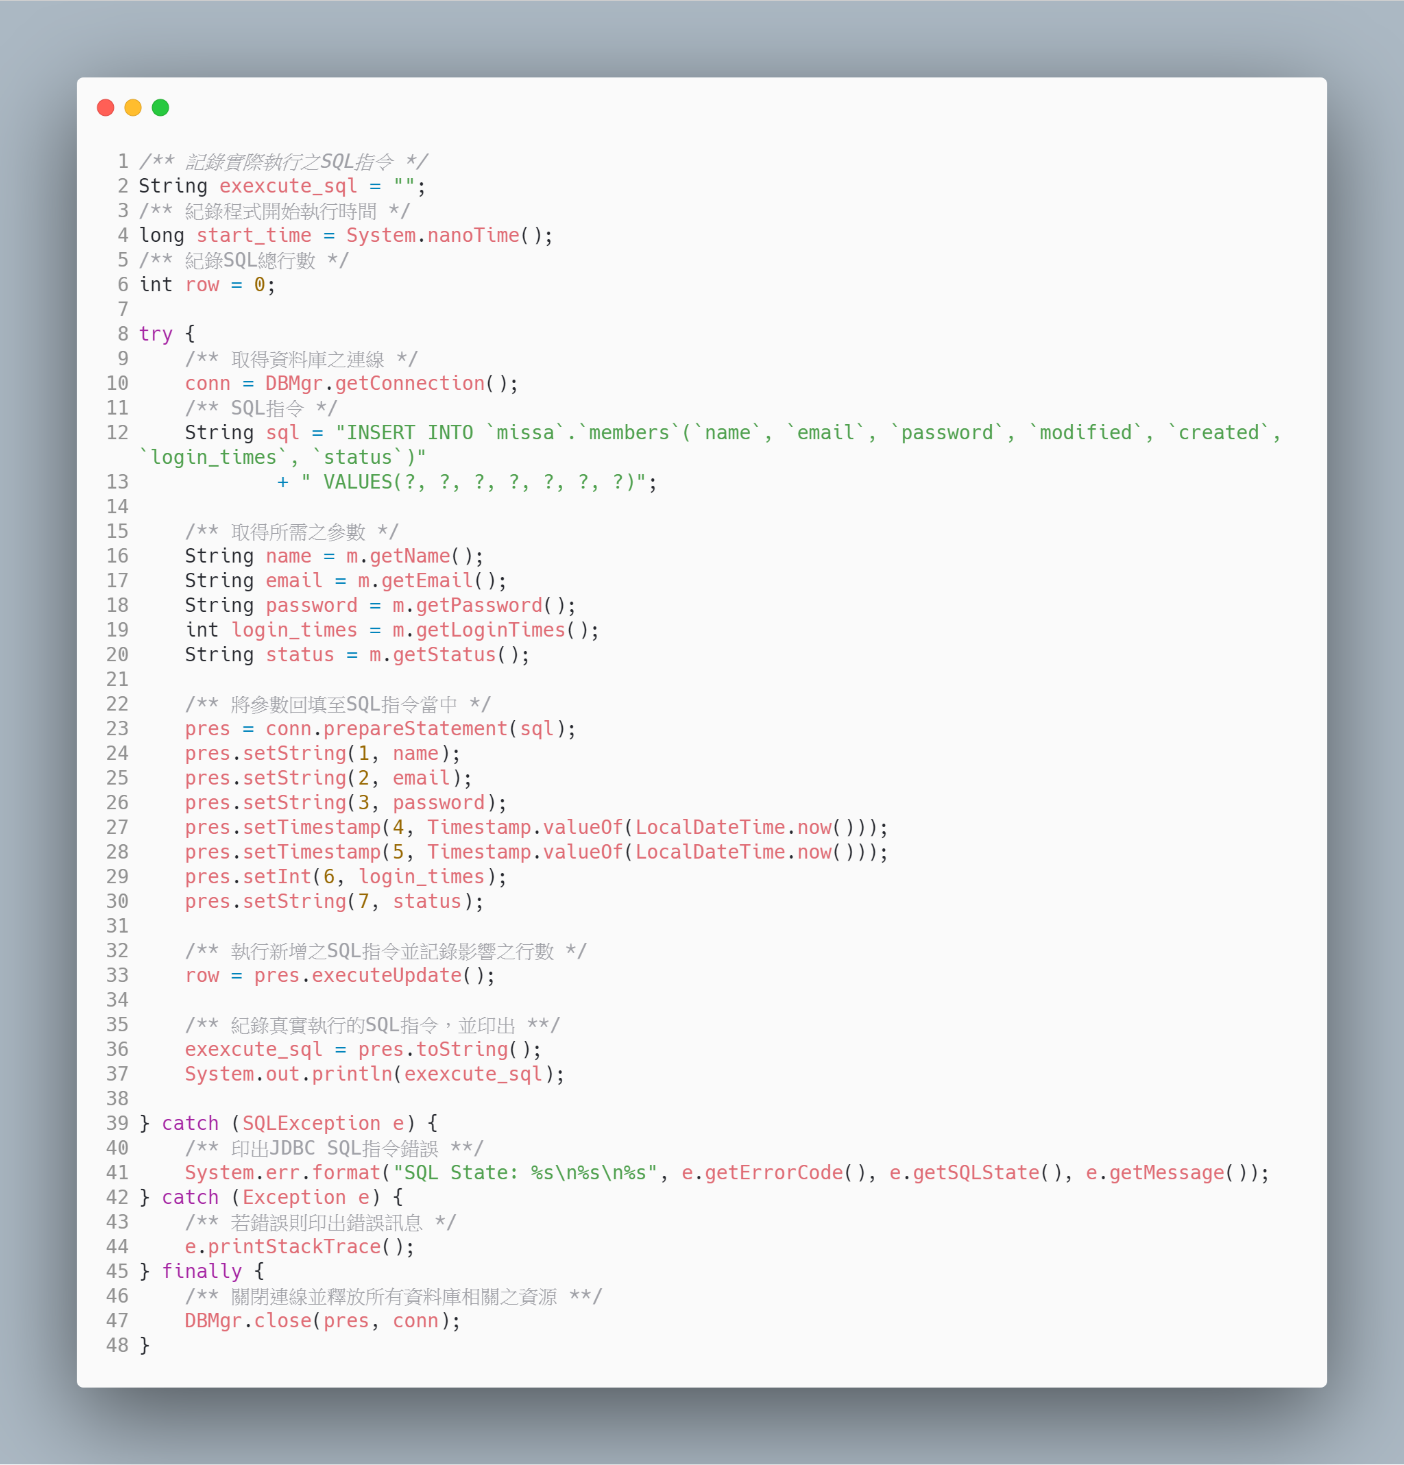 1 /** 記錄實際執行之SQL指令 */
2 String exexcute_sql = "";
3 /** 紀錄程式開始執行時間 */
4 long start_time = System.nanoTime();
5 /** 紀錄SQL總行數 */
6 int row = 0;
7
8 try {
9     /** 取得資料庫之連線 */
10     conn = DBMgr.getConnection();
11     /** SQL指令 */
12     String sql = "INSERT INTO `missa`.`members`(`name`, `email`, `password`, `modified`, `created`,
`login_times`, `status`)"
13             + " VALUES(?, ?, ?, ?, ?, ?, ?)";
14
15     /** 取得所需之參數 */
16     String name = m.getName();
17     String email = m.getEmail();
18     String password = m.getPassword();
19     int login_times = m.getLoginTimes();
20     String status = m.getStatus();
21
22     /** 將參數回填至SQL指令當中 */
23     pres = conn.prepareStatement(sql);
24     pres.setString(1, name);
25     pres.setString(2, email);
26     pres.setString(3, password);
27     pres.setTimestamp(4, Timestamp.valueOf(LocalDateTime.now()));
28     pres.setTimestamp(5, Timestamp.valueOf(LocalDateTime.now()));
29     pres.setInt(6, login_times);
30     pres.setString(7, status);
31
32     /** 執行新增之SQL指令並記錄影響之行數 */
33     row = pres.executeUpdate();
34
35     /** 紀錄真實執行的SQL指令，並印出 **/
36     exexcute_sql = pres.toString();
37     System.out.println(exexcute_sql);
38
39 } catch (SQLException e) {
40     /** 印出JDBC SQL指令錯誤 **/
41     System.err.format("SQL State: %s\n%s\n%s", e.getErrorCode(), e.getSQLState(), e.getMessage());
42 } catch (Exception e) {
43     /** 若錯誤則印出錯誤訊息 */
44     e.printStackTrace();
45 } finally {
46     /** 關閉連線並釋放所有資料庫相關之資源 **/
47     DBMgr.close(pres, conn);
48 }